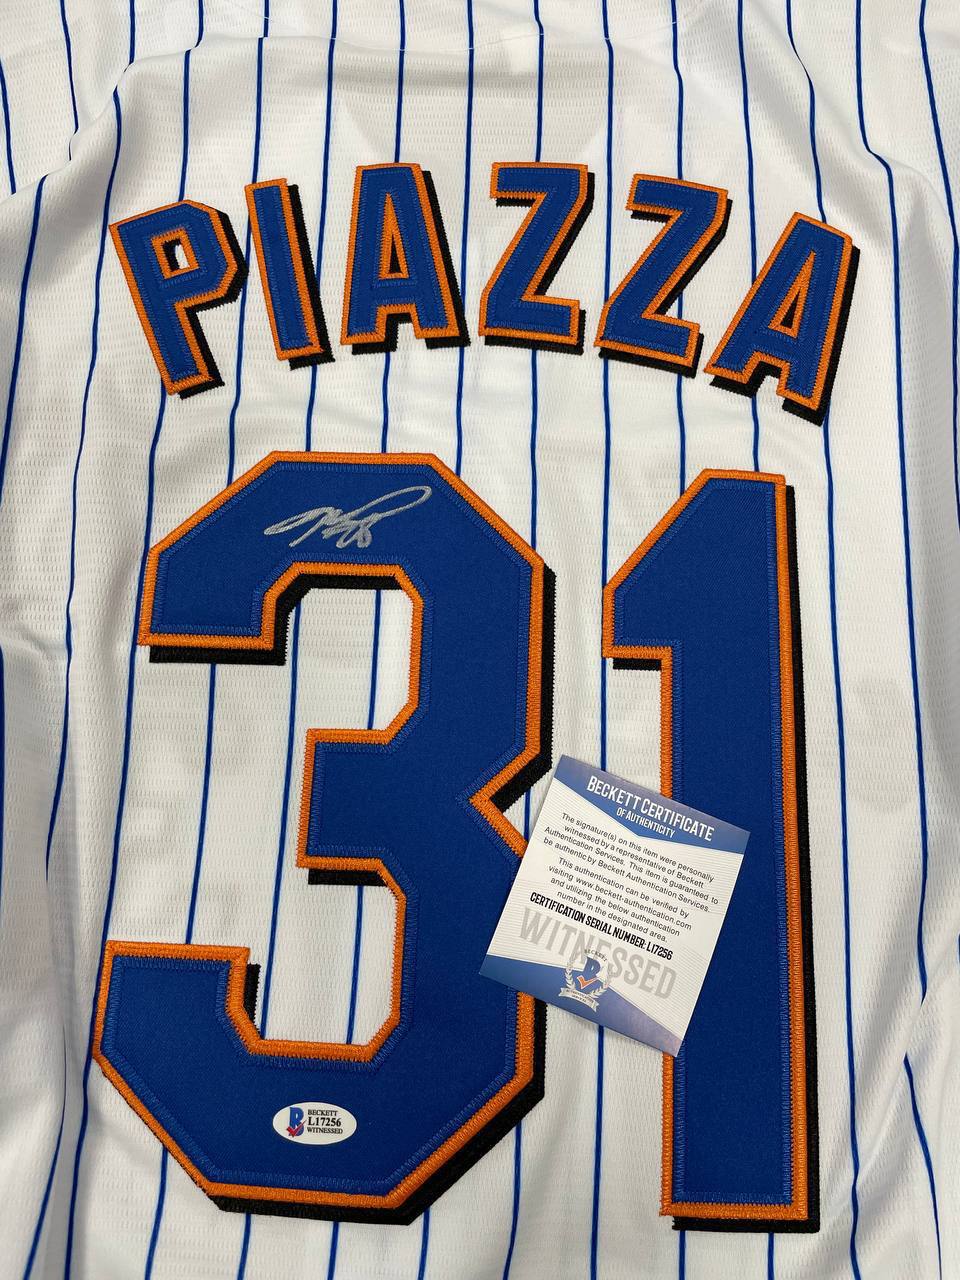 PIAZZA
31
BECKETT CERTIFICATE
OF AUTHENTICITY
The signature(s) on this item were personally
witnessed by a representative of Beckett
Authentication Services. This item is guaranteed to
be authentic by Beckett Authentication Services.
This authentication can be verified by
visiting www.beckett-authentication.com
and utilizing the below authentication
number in the designated area.
CERTIFICATION SERIAL NUMBER: L17256
WITNESSED
BECKETT
B
BECKETT
L17256
WITNESSED